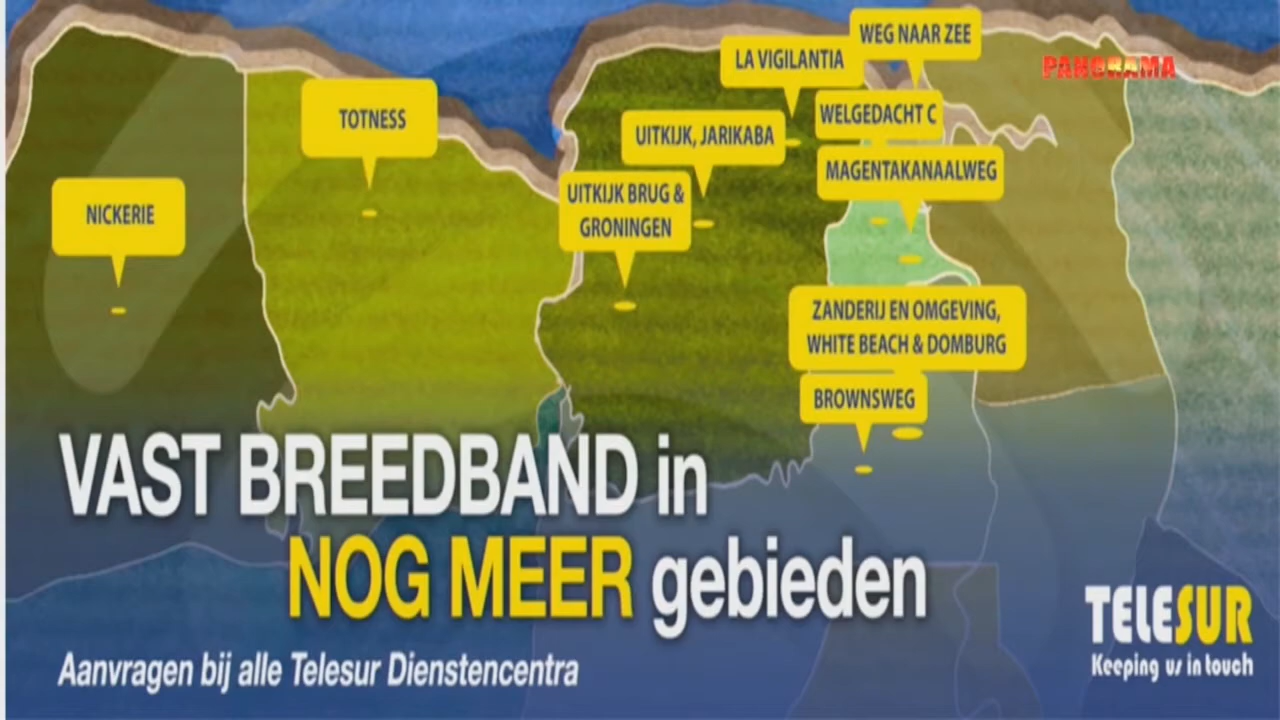 WEG NAAR ZEE
LA VIGILANTIA
PANORAMA
TOTNESS
WELGEDACHT C
UITKIJK, JARIKABA
MAGENTAKANAALWEG
UITKIJK BRUG &
GRONINGEN
NICKERIE
ZANDERIJ EN OMGEVING,
WHITE BEACH & DOMBURG
BROWNSWEG
VAST BREEDBAND in
NOG MEER gebieden
Aanvragen bij alle Telesur Dienstencentra
TELESUR
Keeping us in touch